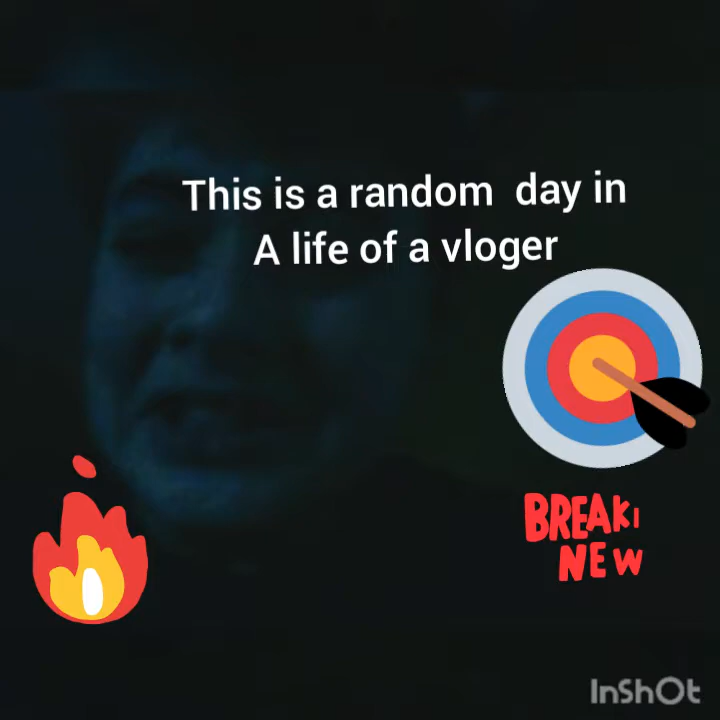 This is a random day in
A life of a vloger
BREAKI
NEW
InShOt